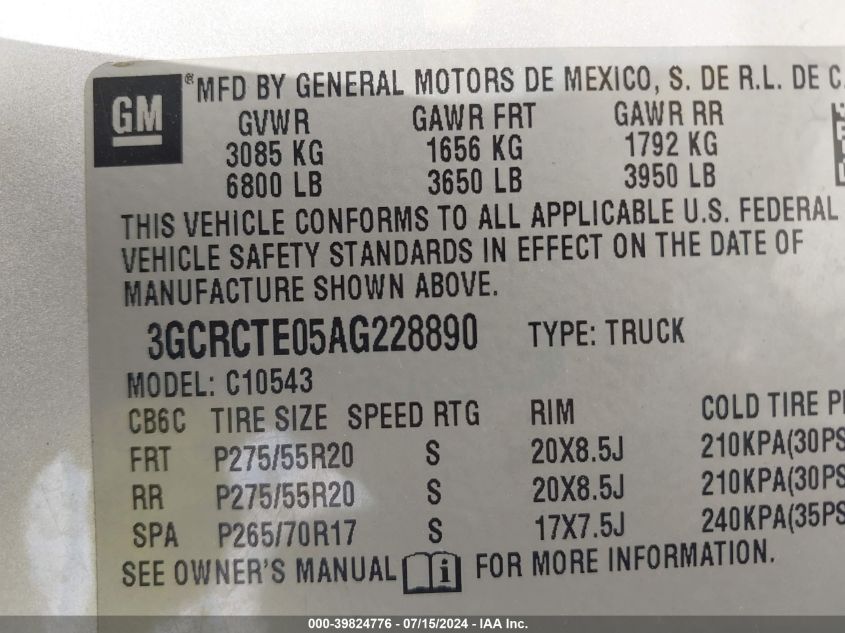 GM
® MFD BY GENERAL MOTORS DE MEXICO, S. DE R.L. DE C.
GVWR GAWR FRT GAWR RR
3085 KG 1656 KG 1792 KG
6800 LB 3650 LB 3950 LB
THIS VEHICLE CONFORMS TO ALL APPLICABLE U.S. FEDERAL
VEHICLE SAFETY STANDARDS IN EFFECT ON THE DATE OF
MANUFACTURE SHOWN ABOVE.
3GCRCTE05AG228890 TYPE: TRUCK
MODEL: C10543
CB6C TIRE SIZE SPEED RTG RIM COLD TIRE P
FRT P275/55R20 S 20X8.5J 210KPA(30PS
RR P275/55R20 S 20X8.5J 210KPA(30PS
SPA P265/70R17 S 17X7.5J 240KPA(35PS
SEE OWNER'S MANUAL i FOR MORE INFORMATION.
000-39824776 - 07/15/2024 - IAA Inc.